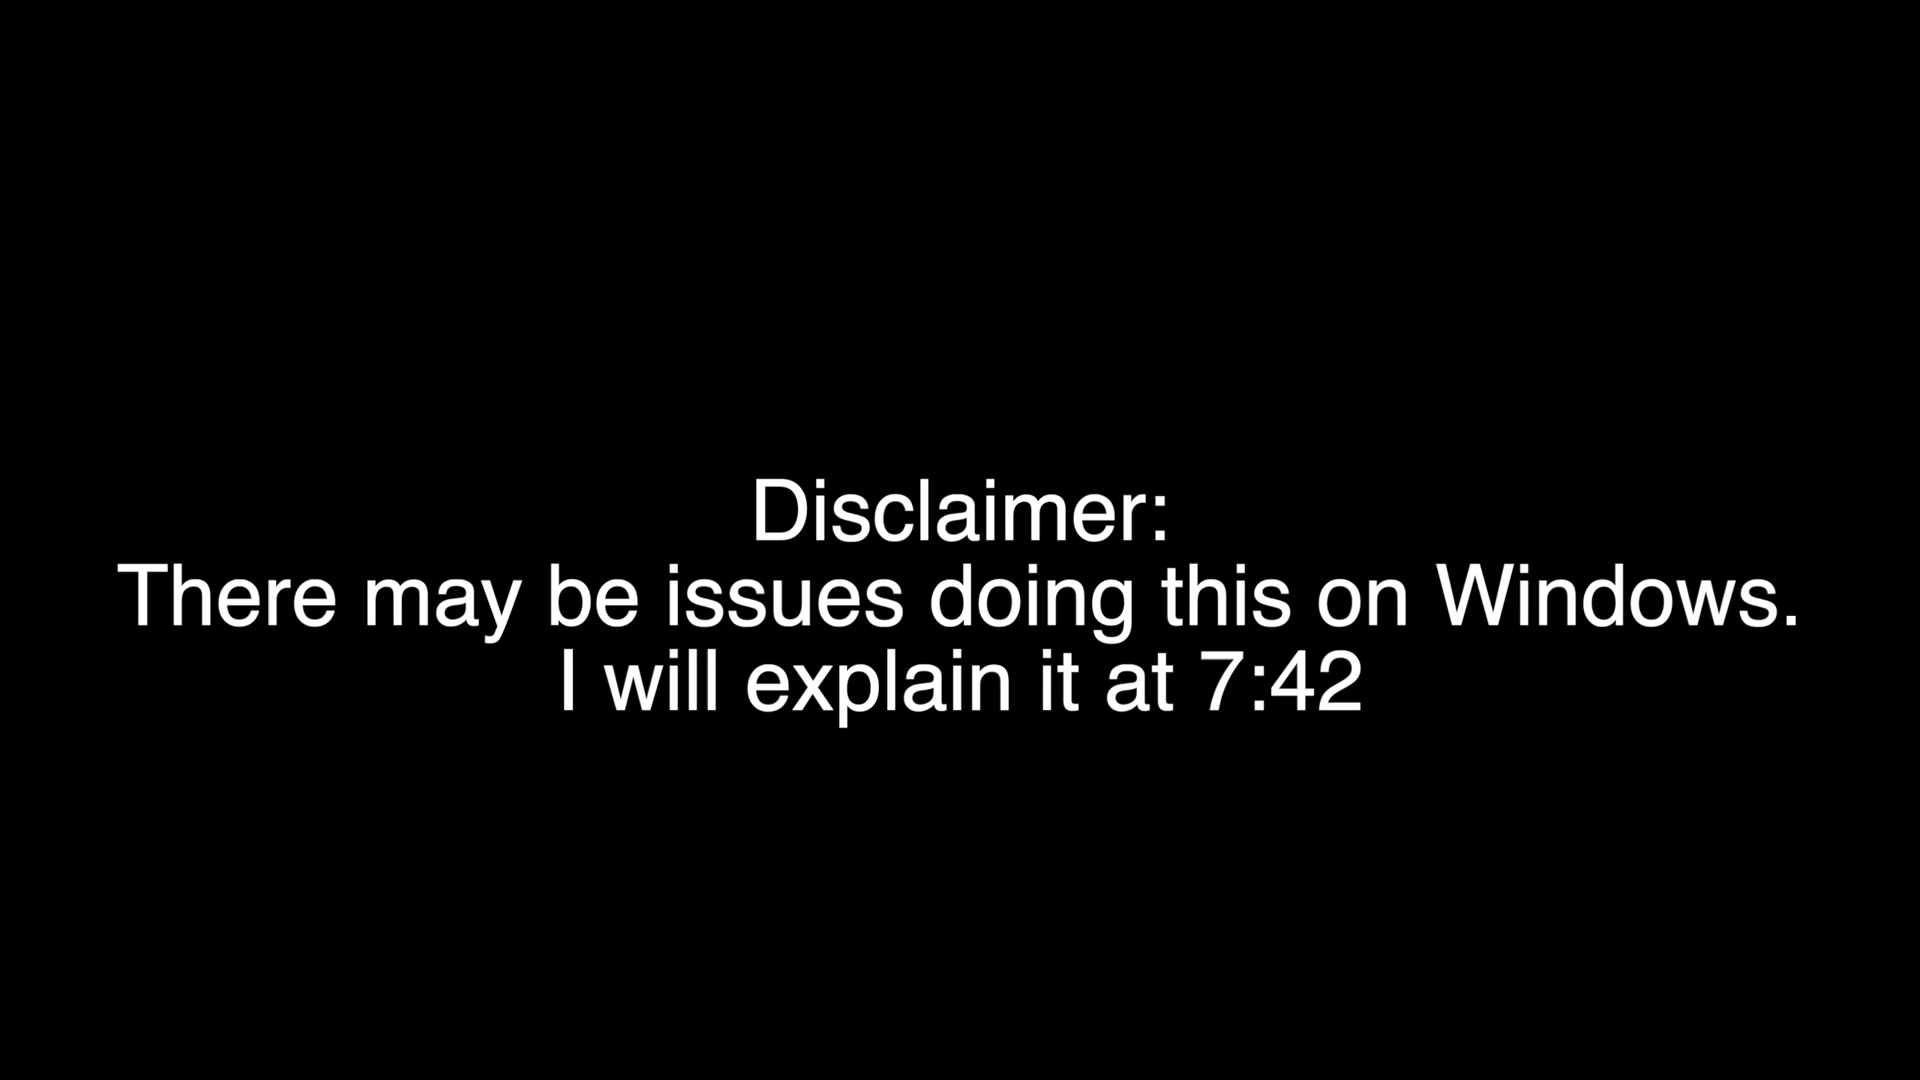 Disclaimer:
There may be issues doing this on Windows.
I will explain it at 7:42